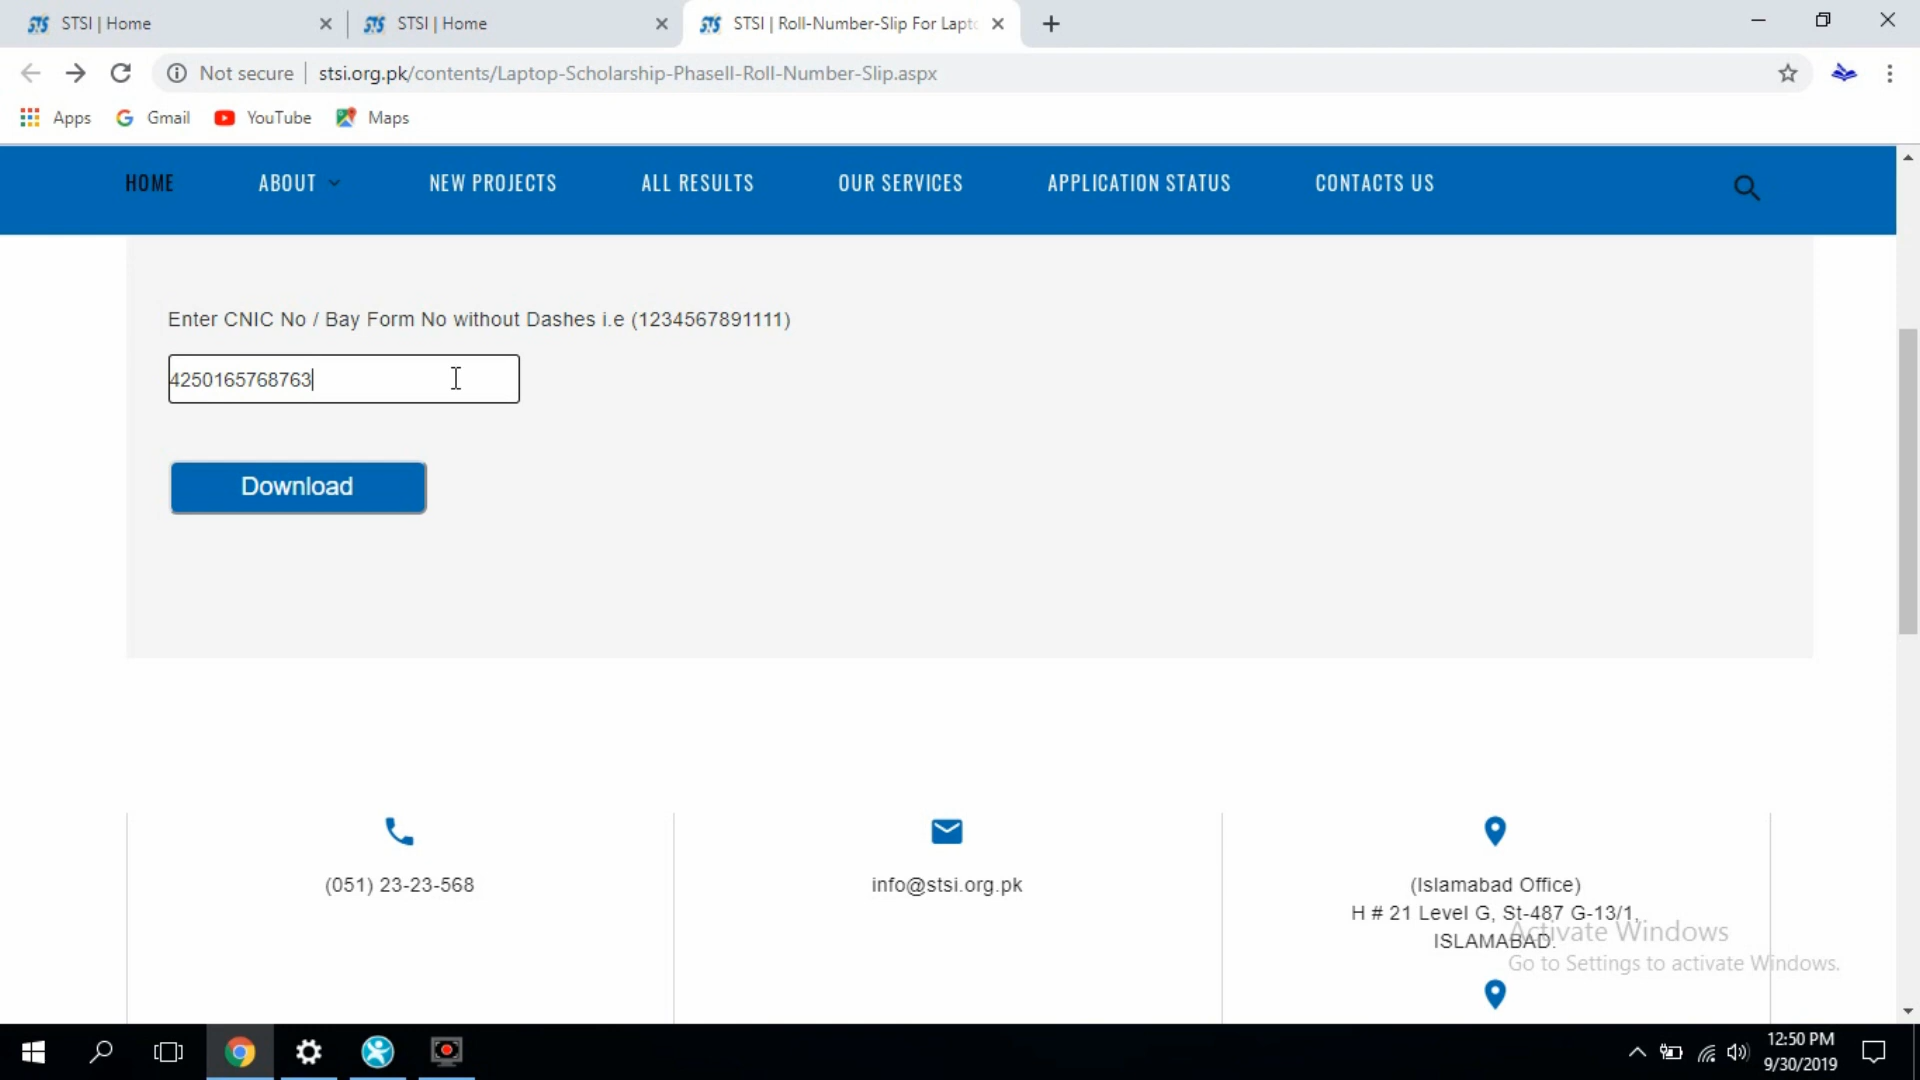 STSI | Home
STSI | Home
STSI | Roll-Number-Slip For Lapt
Not secure
stsi.org.pk/contents/Laptop-Scholarship-PhaseII-Roll-Number-Slip.aspx
Apps
Gmail
YouTube
Maps
HOME
ABOUT
NEW PROJECTS
ALL RESULTS
OUR SERVICES
APPLICATION STATUS
CONTACTS US
Enter CNIC No / Bay Form No without Dashes i.e (1234567891111)
4250165768763
Download
(051) 23-23-568
info@stsi.org.pk
(Islamabad Office)
H # 21 Level G, St-487 G-13/1,
ISLAMABAD.
Activate Windows
Go to Settings to activate Windows.
12:50 PM
9/30/2019